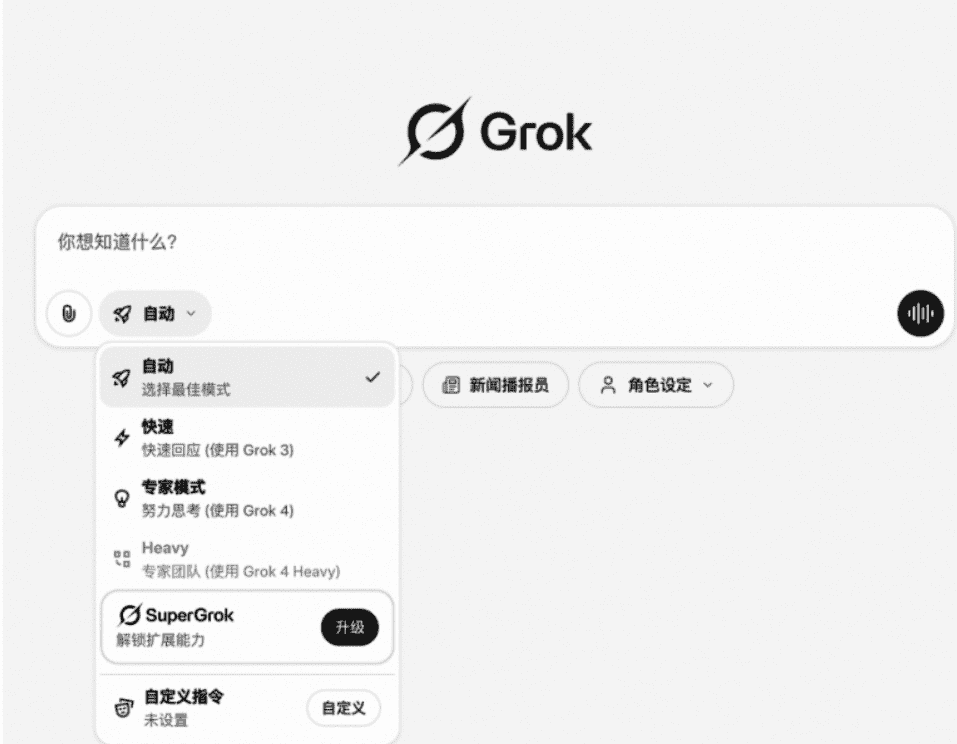 Grok
你想知道什么?
自动
自动
选择最佳模式
新闻播报员
角色设定
快速
快速回应 (使用 Grok 3)
专家模式
努力思考 (使用 Grok 4)
Heavy
专家团队 (使用 Grok 4 Heavy)
SuperGrok
解锁扩展能力
升级
自定义指令
未设置
自定义